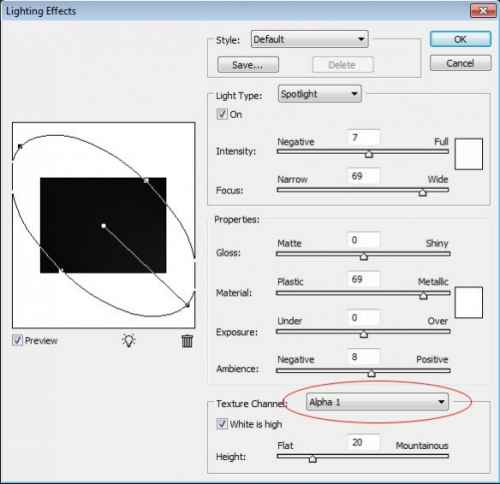 Lighting Effects
Style: Default
OK
Save... Delete
Cancel
Light Type: Spotlight
On
Negative 7 Full
Intensity:
Narrow 69 Wide
Focus:
Properties:
Matte 0 Shiny
Gloss:
Plastic 69 Metallic
Material:
Under 0 Over
Exposure:
Negative 8 Positive
Ambience:
Preview
Texture Channel: Alpha 1
White is high
Flat 20 Mountainous
Height: